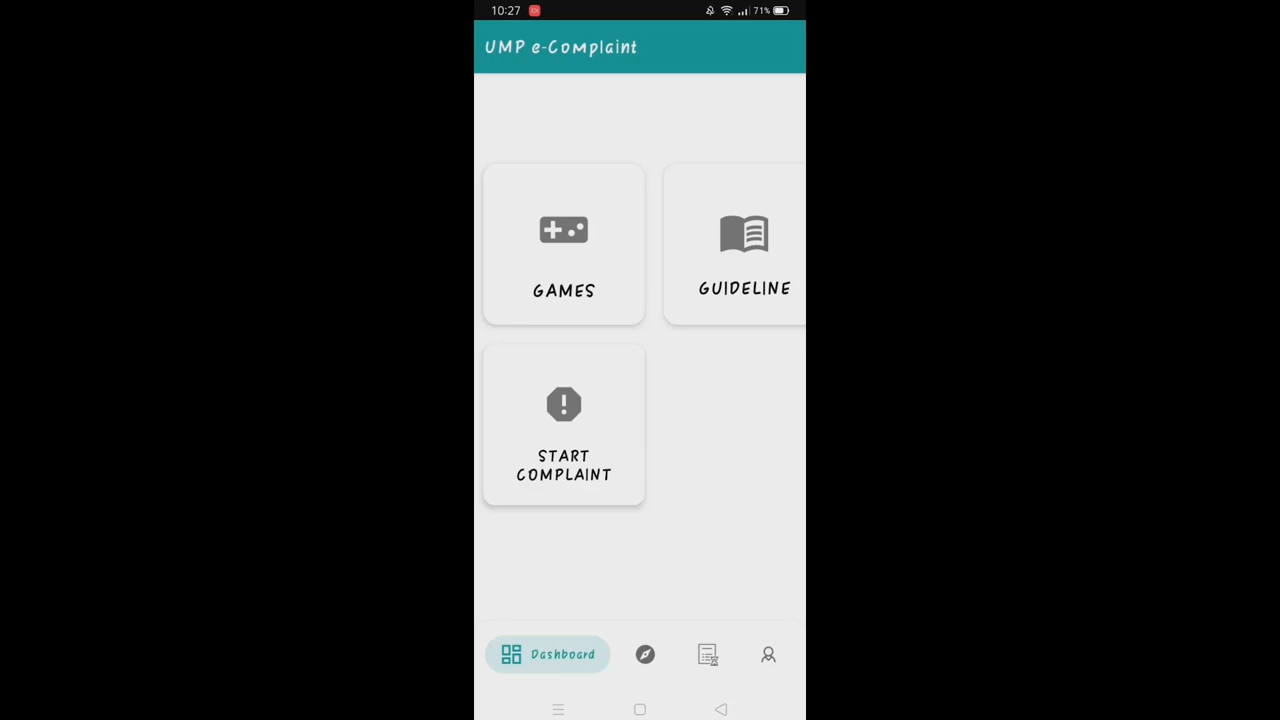 10:27
71%
UMP e-Complaint
GAMES
GUIDELINE
START
COMPLAINT
Dashboard